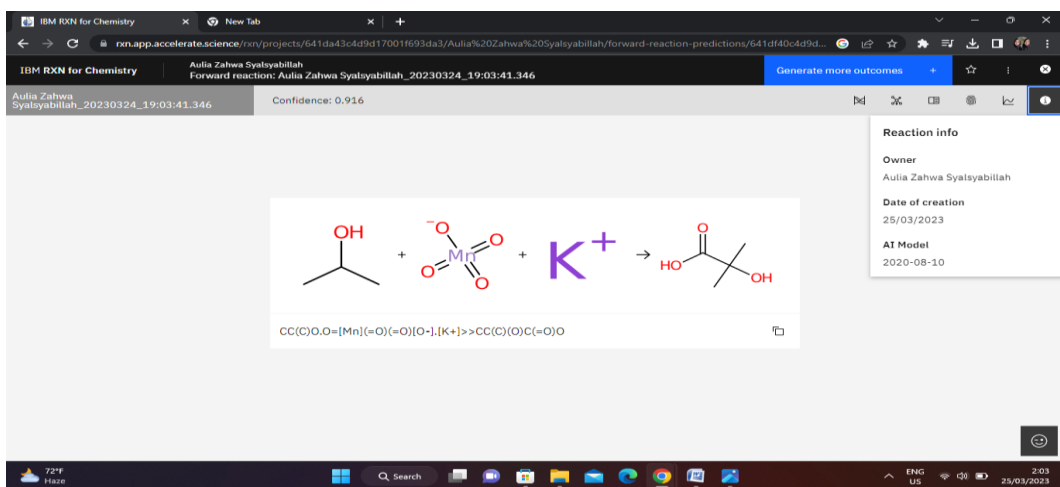 IBM RXN for Chemistry
New Tab
rxn.app.accelerate.science/rxn/projects/641da43c4d9d17001f693da3/Aulia%20Zahwa%20Syalsyabillah/forward-reaction-predictions/641df40c4d9d...
IBM RXN for Chemistry
Aulia Zahwa Syalsyabillah
Forward reaction: Aulia Zahwa Syalsyabillah_20230324_19:03:41.346
Generate more outcomes +
Aulia Zahwa
Syalsyabillah_20230324_19:03:41.346
Confidence: 0.916
Reaction info
Owner
Aulia Zahwa Syalsyabillah
Date of creation
25/03/2023
AI Model
2020-08-10
OH
+
-O
Mn
O
O
O
+
K+
→
O
HO
OH
CC(C)O.O=[Mn](=O)(=O)[O-].[K+]>>CC(C)(O)C(=O)O
72°F
Haze
Search
ENG
US
2:03
25/03/2023